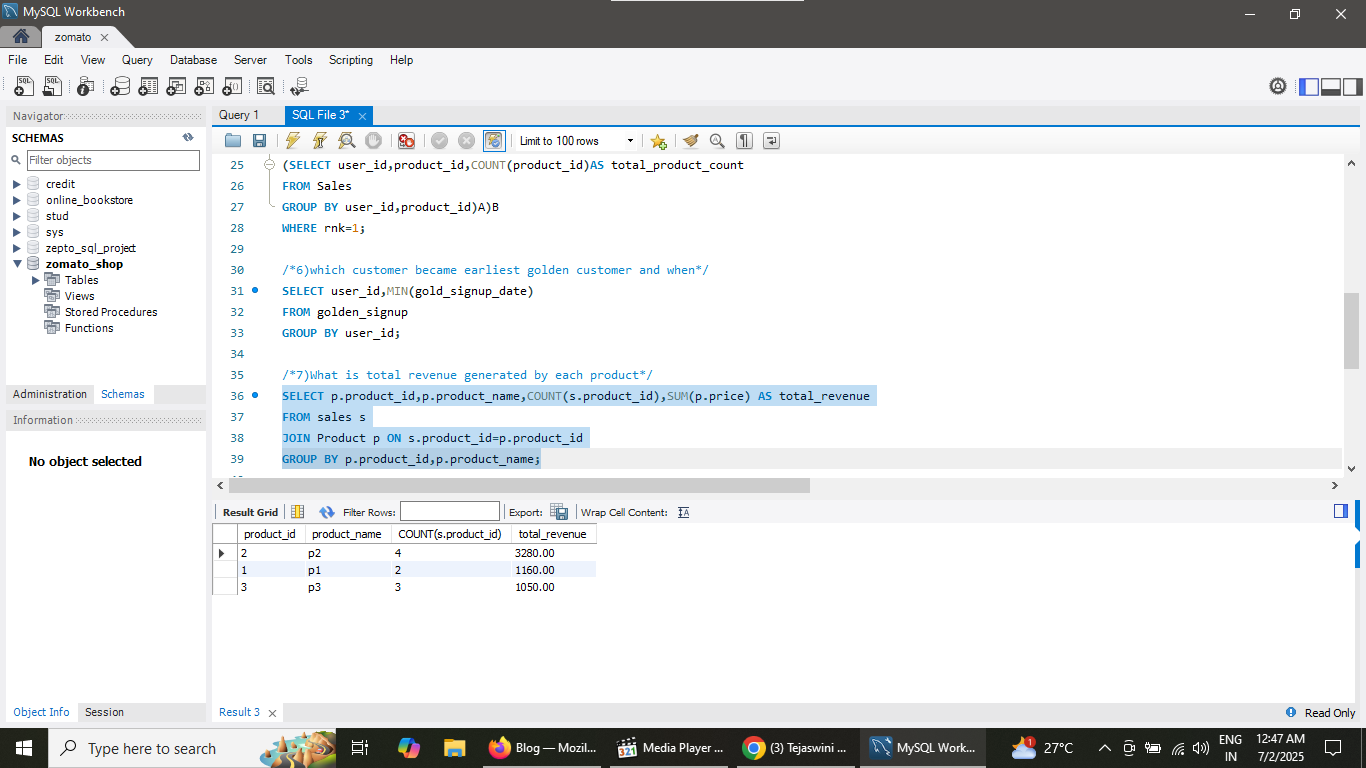 MySQL Workbench
zomato
File Edit View Query Database Server Tools Scripting Help
Navigator
SCHEMAS
Filter objects
credit
online_bookstore
stud
sys
zepto_sql_project
zomato_shop
Tables
Views
Stored Procedures
Functions
Administration Schemas
Information
No object selected
Object Info Session
Query 1 SQL File 3*
Limit to 100 rows
25 (SELECT user_id,product_id,COUNT(product_id)AS total_product_count
26 FROM Sales
27 GROUP BY user_id,product_id)A)B
28 WHERE rnk=1;
29
30 /*6)which customer became earliest golden customer and when*/
31 SELECT user_id,MIN(gold_signup_date)
32 FROM golden_signup
33 GROUP BY user_id;
34
35 /*7)What is total revenue generated by each product*/
36 SELECT p.product_id,p.product_name,COUNT(s.product_id),SUM(p.price) AS total_revenue
37 FROM sales s
38 JOIN Product p ON s.product_id=p.product_id
39 GROUP BY p.product_id,p.product_name;
Result Grid Filter Rows: Export: Wrap Cell Content:
product_id product_name COUNT(s.product_id) total_revenue
2 p2 4 3280.00
1 p1 2 1160.00
3 p3 3 1050.00
Result 3
Read Only
Type here to search
Blog — Mozil...
Media Player ...
(3) Tejaswini ...
MySQL Work...
1
27°C
ENG
IN
12:47 AM
7/2/2025